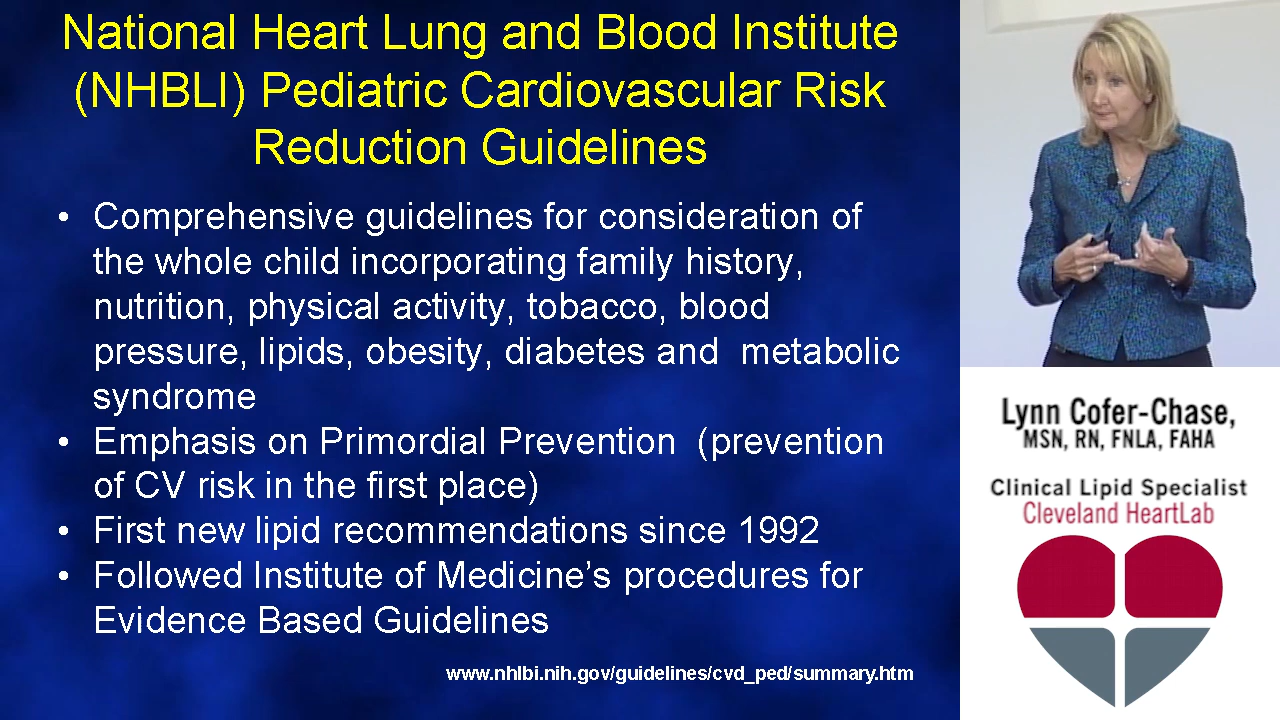 National Heart Lung and Blood Institute
(NHBLI) Pediatric Cardiovascular Risk
Reduction Guidelines
• Comprehensive guidelines for consideration of
the whole child incorporating family history,
nutrition, physical activity, tobacco, blood
pressure, lipids, obesity, diabetes and metabolic
syndrome
• Emphasis on Primordial Prevention (prevention
of CV risk in the first place)
• First new lipid recommendations since 1992
• Followed Institute of Medicine’s procedures for
Evidence Based Guidelines
www.nhlbi.nih.gov/guidelines/cvd_ped/summary.htm
Lynn Cofer-Chase,
MSN, RN, FNLA, FAHA
Clinical Lipid Specialist
Cleveland HeartLab